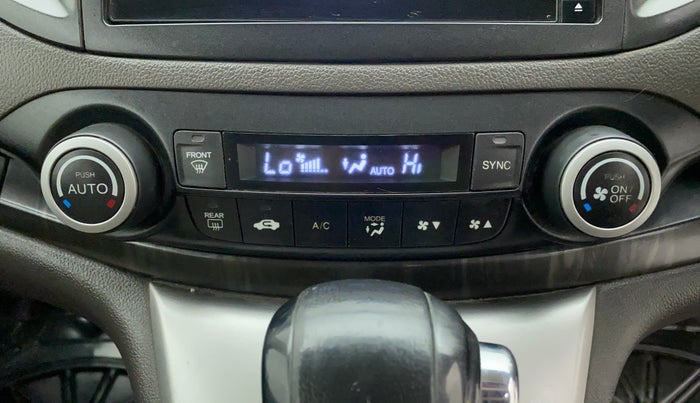 PUSH
AUTO
FRONT
Lo
AUTO
Hi
SYNC
PUSH
ON/
OFF
REAR
A/C
MODE